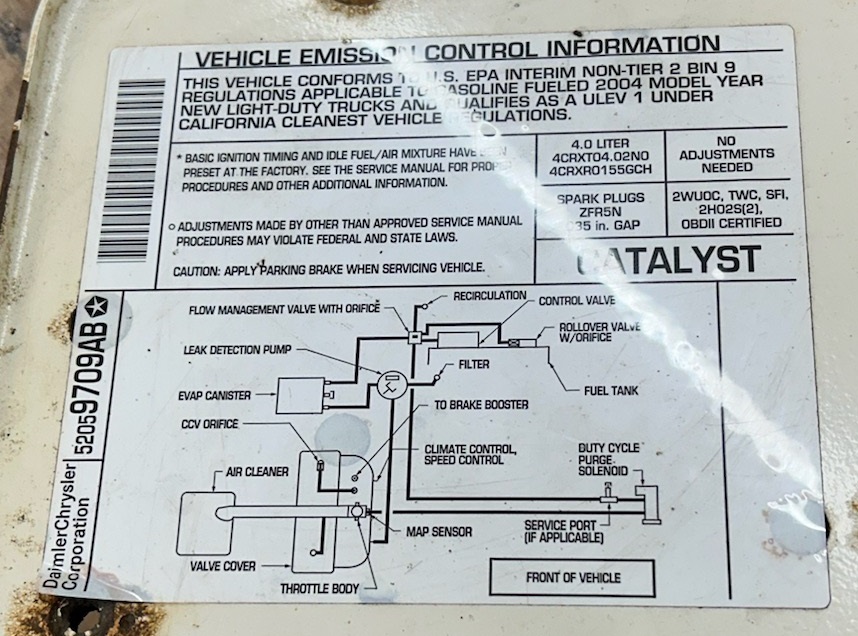 VEHICLE EMISSION CONTROL INFORMATION
THIS VEHICLE CONFORMS TO U.S. EPA INTERIM NON-TIER 2 BIN 9
REGULATIONS APPLICABLE TO GASOLINE FUELED 2004 MODEL YEAR
NEW LIGHT-DUTY TRUCKS AND QUALIFIES AS A ULEV 1 UNDER
CALIFORNIA CLEANEST VEHICLE REGULATIONS.
* BASIC IGNITION TIMING AND IDLE FUEL/AIR MIXTURE HAVE BEEN
PRESET AT THE FACTORY. SEE THE SERVICE MANUAL FOR PROPER
PROCEDURES AND OTHER ADDITIONAL INFORMATION.
o ADJUSTMENTS MADE BY OTHER THAN APPROVED SERVICE MANUAL
PROCEDURES MAY VIOLATE FEDERAL AND STATE LAWS.
CAUTION: APPLY PARKING BRAKE WHEN SERVICING VEHICLE.
4.0 LITER
4CRXT04.02N0
4CRXR0155GCH
NO
ADJUSTMENTS
NEEDED
SPARK PLUGS
ZFR5N
.035 in. GAP
2WUOC, TWC, SFI,
2HO2S(2),
OBDII CERTIFIED
CATALYST
52059709AB
DaimlerChrysler
Corporation
RECIRCULATION
CONTROL VALVE
FLOW MANAGEMENT VALVE WITH ORIFICE
ROLLOVER VALVE
W/ORIFICE
LEAK DETECTION PUMP
FILTER
FUEL TANK
EVAP CANISTER
TO BRAKE BOOSTER
CCV ORIFICE
CLIMATE CONTROL,
SPEED CONTROL
DUTY CYCLE
PURGE
SOLENOID
AIR CLEANER
MAP SENSOR
SERVICE PORT
(IF APPLICABLE)
VALVE COVER
THROTTLE BODY
FRONT OF VEHICLE